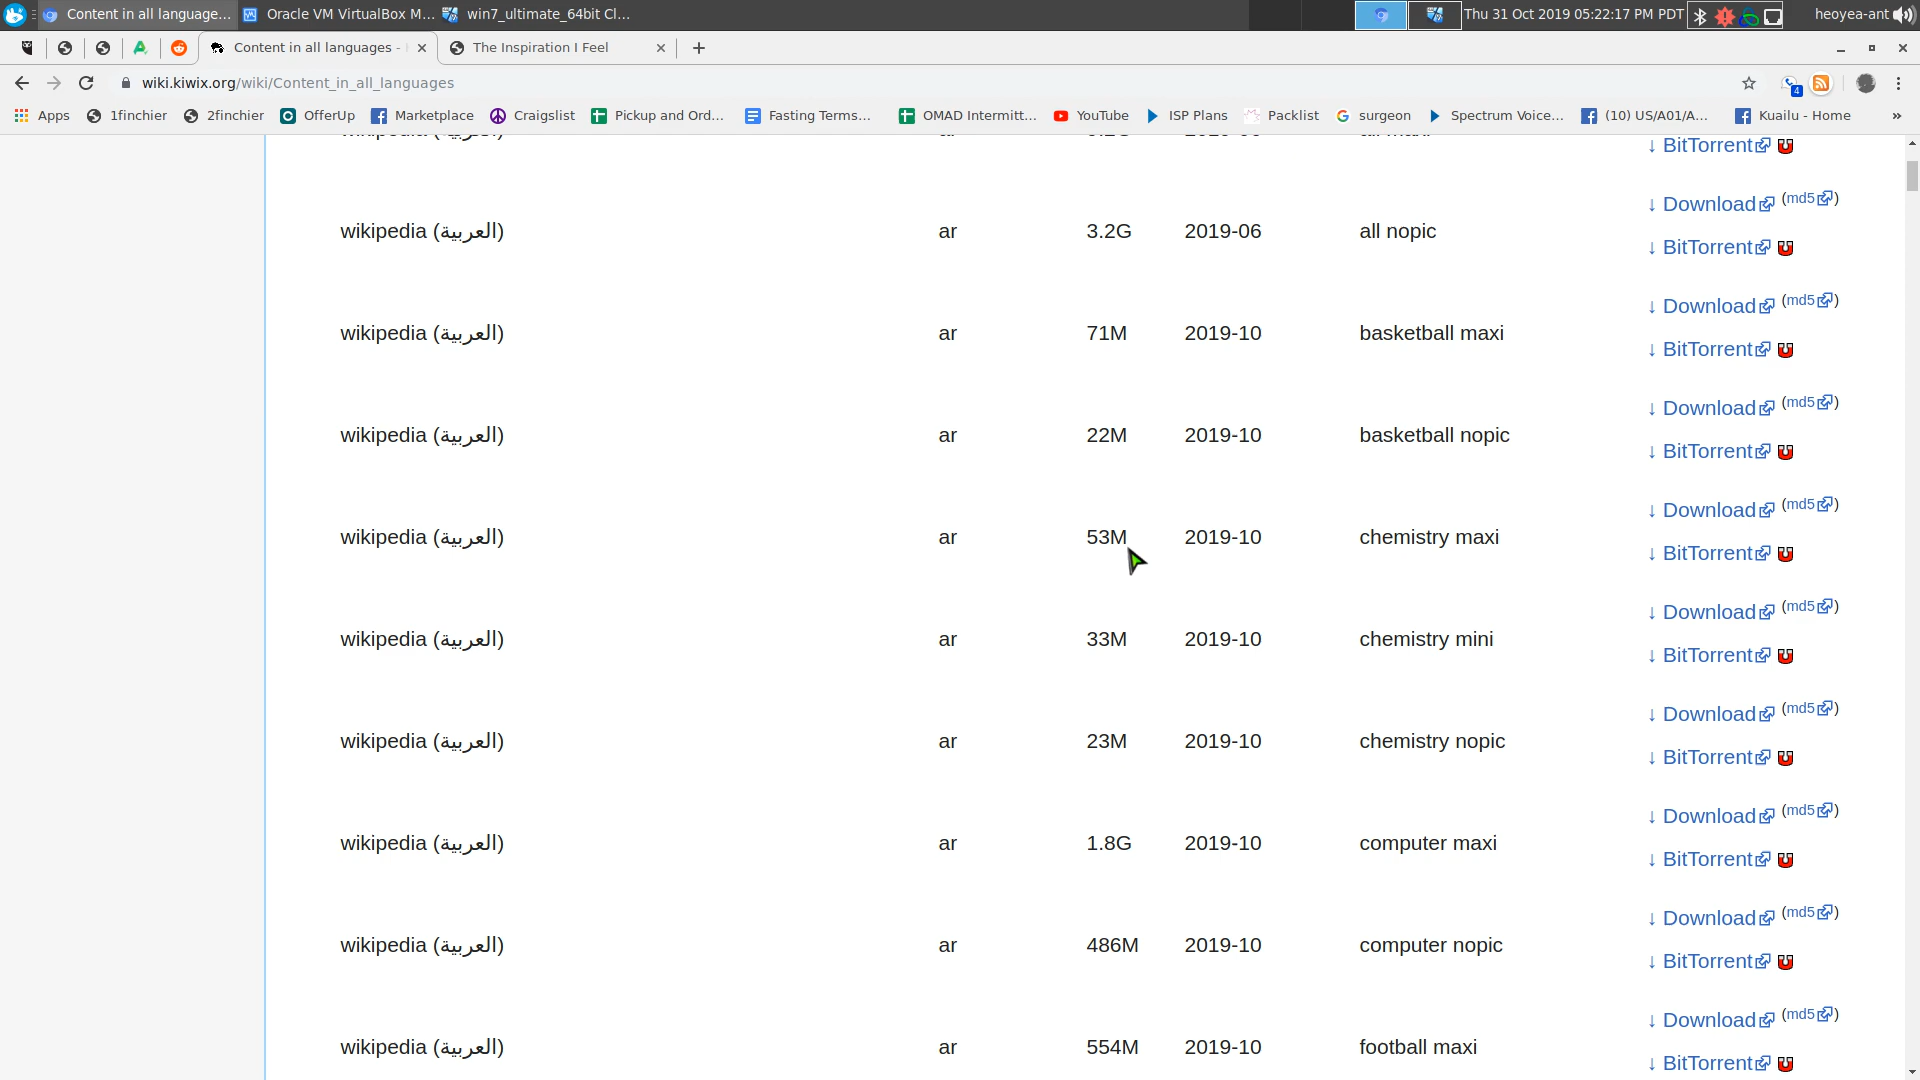 Content in all language...
Oracle VM VirtualBox M...
win7_ultimate_64bit Cl...
Thu 31 Oct 2019 05:22:17 PM PDT
heoyea-ant
Content in all languages -
The Inspiration I Feel
wiki.kiwix.org/wiki/Content_in_all_languages
4
Apps
1finchier
2finchier
OfferUp
Marketplace
Craigslist
Pickup and Ord...
Fasting Terms...
OMAD Intermitt...
YouTube
ISP Plans
Packlist
surgeon
Spectrum Voice...
(10) US/A01/A...
Kuailu - Home
»
↓ BitTorrent
wikipedia (العربية) ar 3.2G 2019-06 all nopic
↓ Download (md5)
↓ BitTorrent
wikipedia (العربية) ar 71M 2019-10 basketball maxi
↓ Download (md5)
↓ BitTorrent
wikipedia (العربية) ar 22M 2019-10 basketball nopic
↓ Download (md5)
↓ BitTorrent
wikipedia (العربية) ar 53M 2019-10 chemistry maxi
↓ Download (md5)
↓ BitTorrent
wikipedia (العربية) ar 33M 2019-10 chemistry mini
↓ Download (md5)
↓ BitTorrent
wikipedia (العربية) ar 23M 2019-10 chemistry nopic
↓ Download (md5)
↓ BitTorrent
wikipedia (العربية) ar 1.8G 2019-10 computer maxi
↓ Download (md5)
↓ BitTorrent
wikipedia (العربية) ar 486M 2019-10 computer nopic
↓ Download (md5)
↓ BitTorrent
wikipedia (العربية) ar 554M 2019-10 football maxi
↓ Download (md5)
↓ BitTorrent